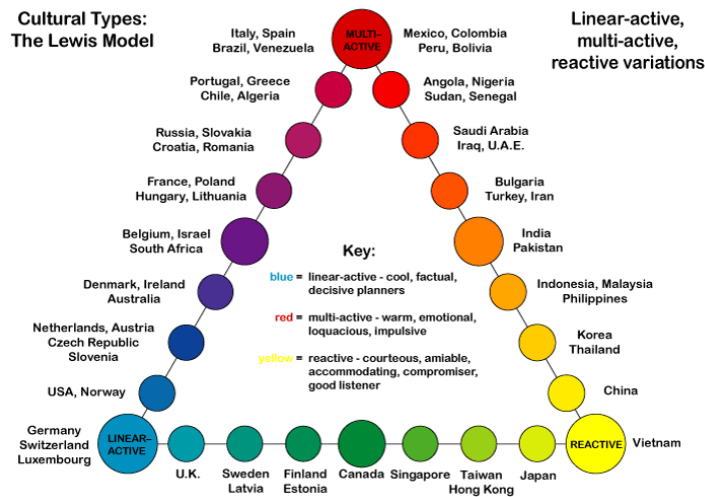 Cultural Types:
The Lewis Model
Linear-active,
multi-active,
reactive variations
Italy, Spain
Brazil, Venezuela
MULTI-
ACTIVE
Mexico, Colombia
Peru, Bolivia
Portugal, Greece
Chile, Algeria
Angola, Nigeria
Sudan, Senegal
Russia, Slovakia
Croatia, Romania
Saudi Arabia
Iraq, U.A.E.
France, Poland
Hungary, Lithuania
Bulgaria
Turkey, Iran
Belgium, Israel
South Africa
India
Pakistan
Key:
blue = linear-active - cool, factual,
decisive planners
red = multi-active - warm, emotional,
loquacious, impulsive
yellow = reactive - courteous, amiable,
accommodating, compromiser,
good listener
Denmark, Ireland
Australia
Indonesia, Malaysia
Philippines
Netherlands, Austria
Czech Republic
Slovenia
Korea
Thailand
USA, Norway
China
Germany
Switzerland
Luxembourg
LINEAR-
ACTIVE
REACTIVE
Vietnam
U.K.
Sweden
Latvia
Finland
Estonia
Canada
Singapore
Taiwan
Hong Kong
Japan